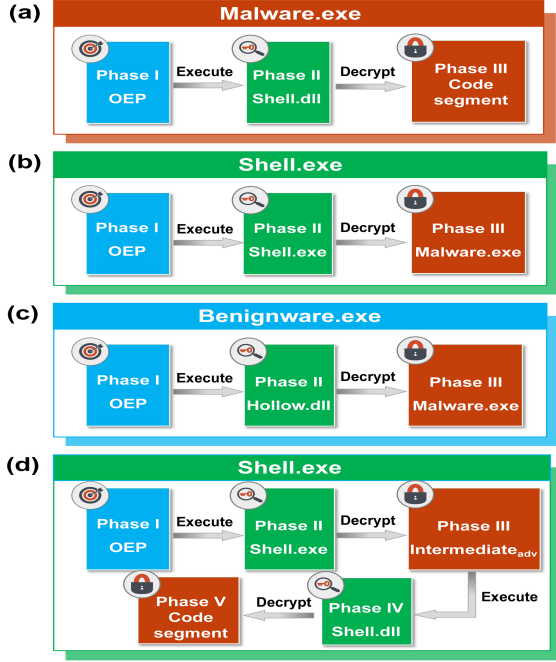 (a)
Malware.exe
Phase I
OEP
Execute
Phase II
Shell.dll
Decrypt
Phase III
Code
segment
(b)
Shell.exe
Phase I
OEP
Execute
Phase II
Shell.exe
Decrypt
Phase III
Malware.exe
(c)
Benignware.exe
Phase I
OEP
Execute
Phase II
Hollow.dll
Decrypt
Phase III
Malware.exe
(d)
Shell.exe
Phase I
OEP
Execute
Phase II
Shell.exe
Decrypt
Phase III
Intermediateadv
Execute
Phase IV
Shell.dll
Decrypt
Phase V
Code
segment